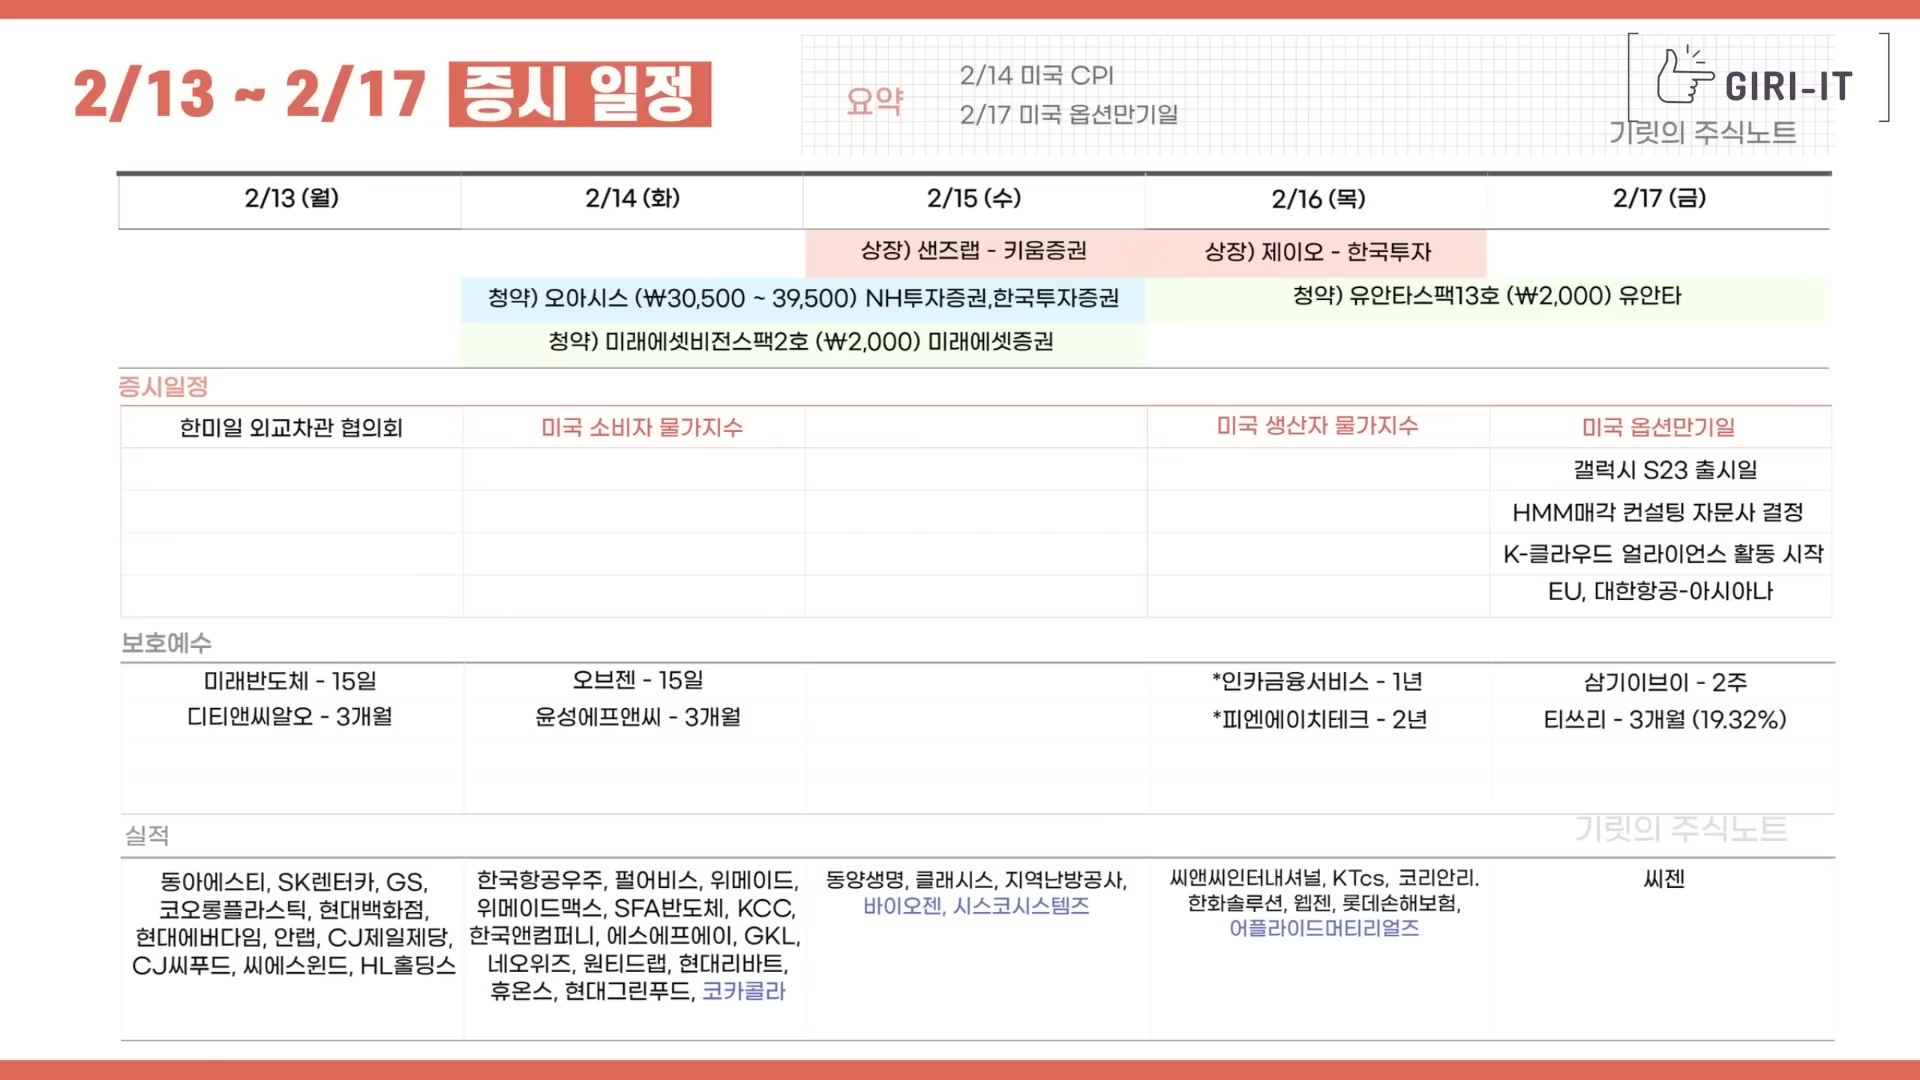 2/13 ~ 2/17 증시 일정
요약
2/14 미국 CPI
2/17 미국 옵션만기일
GIRI-IT
기릿의 주식노트
2/13 (월)
2/14 (화)
2/15 (수)
2/16 (목)
2/17 (금)
상장) 샌즈랩 - 키움증권
상장) 제이오 - 한국투자
청약) 오아시스 (₩30,500 ~ 39,500) NH투자증권,한국투자증권
청약) 유안타스팩13호 (₩2,000) 유안타
청약) 미래에셋비전스팩2호 (₩2,000) 미래에셋증권
증시일정
한미일 외교차관 협의회
미국 소비자 물가지수
미국 생산자 물가지수
미국 옵션만기일
갤럭시 S23 출시일
HMM매각 컨설팅 자문사 결정
K-클라우드 얼라이언스 활동 시작
EU, 대한항공-아시아나
보호예수
미래반도체 - 15일
오브젠 - 15일
*인카금융서비스 - 1년
삼기이브이 - 2주
디티앤씨알오 - 3개월
윤성에프앤씨 - 3개월
*피엔에이치테크 - 2년
티쓰리 - 3개월 (19.32%)
실적
기릿의 주식노트
동아에스티, SK렌터카, GS,
코오롱플라스틱, 현대백화점,
현대에버다임, 안랩, CJ제일제당,
CJ씨푸드, 씨에스윈드, HL홀딩스
한국항공우주, 펄어비스, 위메이드,
위메이드맥스, SFA반도체, KCC,
한국앤컴퍼니, 에스에프에이, GKL,
네오위즈, 원티드랩, 현대리바트,
휴온스, 현대그린푸드, 코카콜라
동양생명, 클래시스, 지역난방공사,
바이오젠, 시스코시스템즈
씨앤씨인터내셔널, KTcs, 코리안리.
한화솔루션, 웹젠, 롯데손해보험,
어플라이드머티리얼즈
씨젠